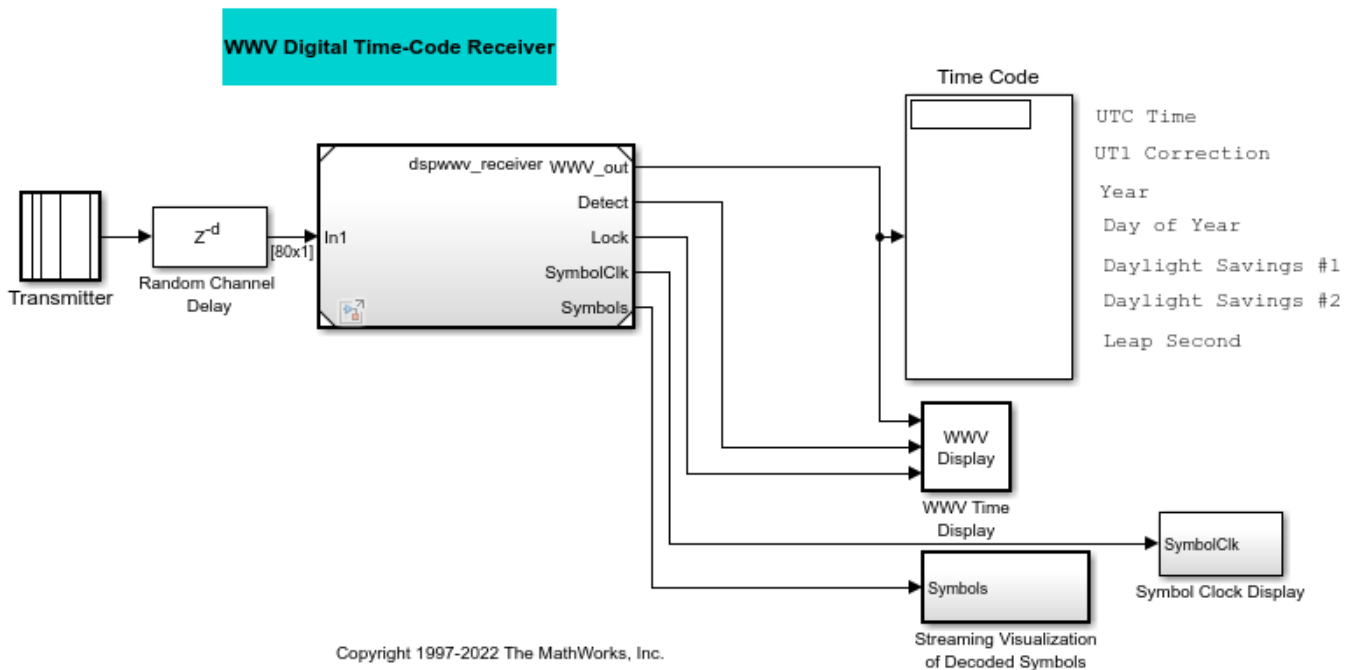 WWV Digital Time-Code Receiver
Time Code
UTC Time
UT1 Correction
Year
Day of Year
Daylight Savings #1
Daylight Savings #2
Leap Second
dspwwv_receiver
WWV_out
Detect
Lock
SymbolClk
Symbols
In1
[80x1]
Z-d
Random Channel
Delay
Transmitter
WWV
Display
WWV Time
Display
SymbolClk
Symbol Clock Display
Symbols
Streaming Visualization
of Decoded Symbols
Copyright 1997-2022 The MathWorks, Inc.